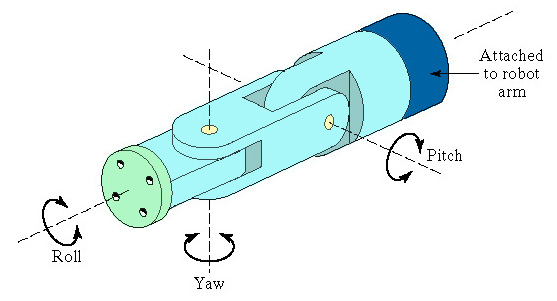 Attached
to robot
arm
Pitch
Roll
Yaw